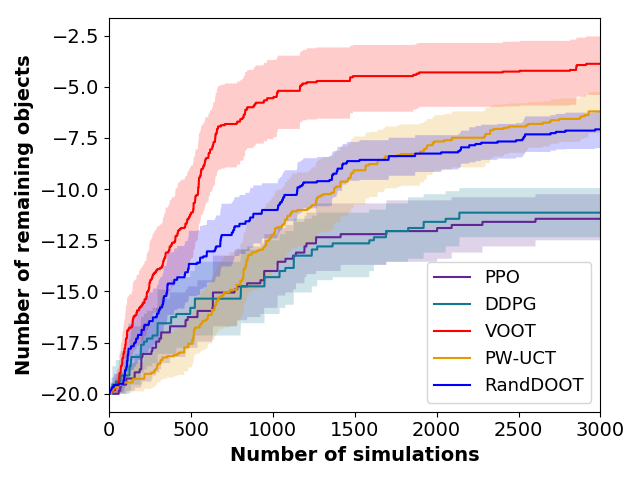 Number of remaining objects
−2.5
−5.0
−7.5
−10.0
−12.5
−15.0
−17.5
−20.0
0 500 1000 1500 2000 2500 3000
Number of simulations
PPO
DDPG
VOOT
PW-UCT
RandDOOT